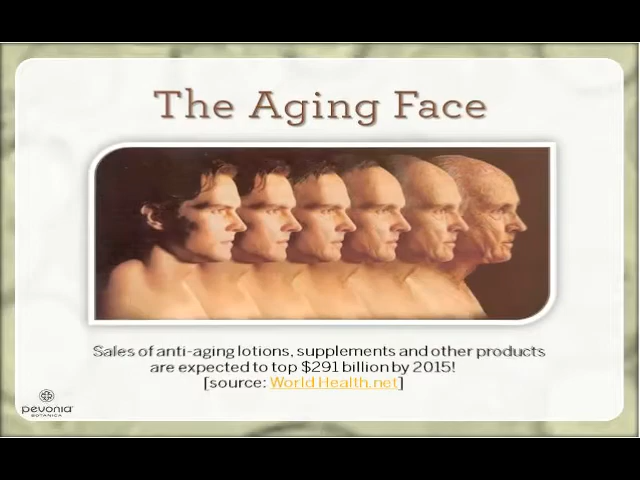 The Aging Face
Sales of anti-aging lotions, supplements and other products
are expected to top $291 billion by 2015!
[source: World Health.net]
pevonia
BOTANICA